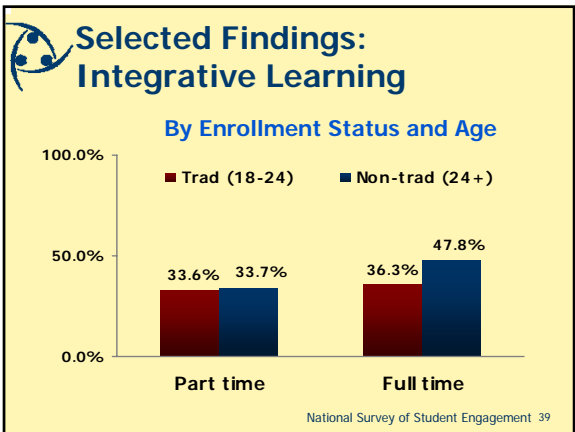 Selected Findings:
Integrative Learning
By Enrollment Status and Age
100.0%
Trad (18-24) Non-trad (24+)
50.0%
33.6% 33.7% 36.3% 47.8%
0.0%
Part time Full time
National Survey of Student Engagement 39